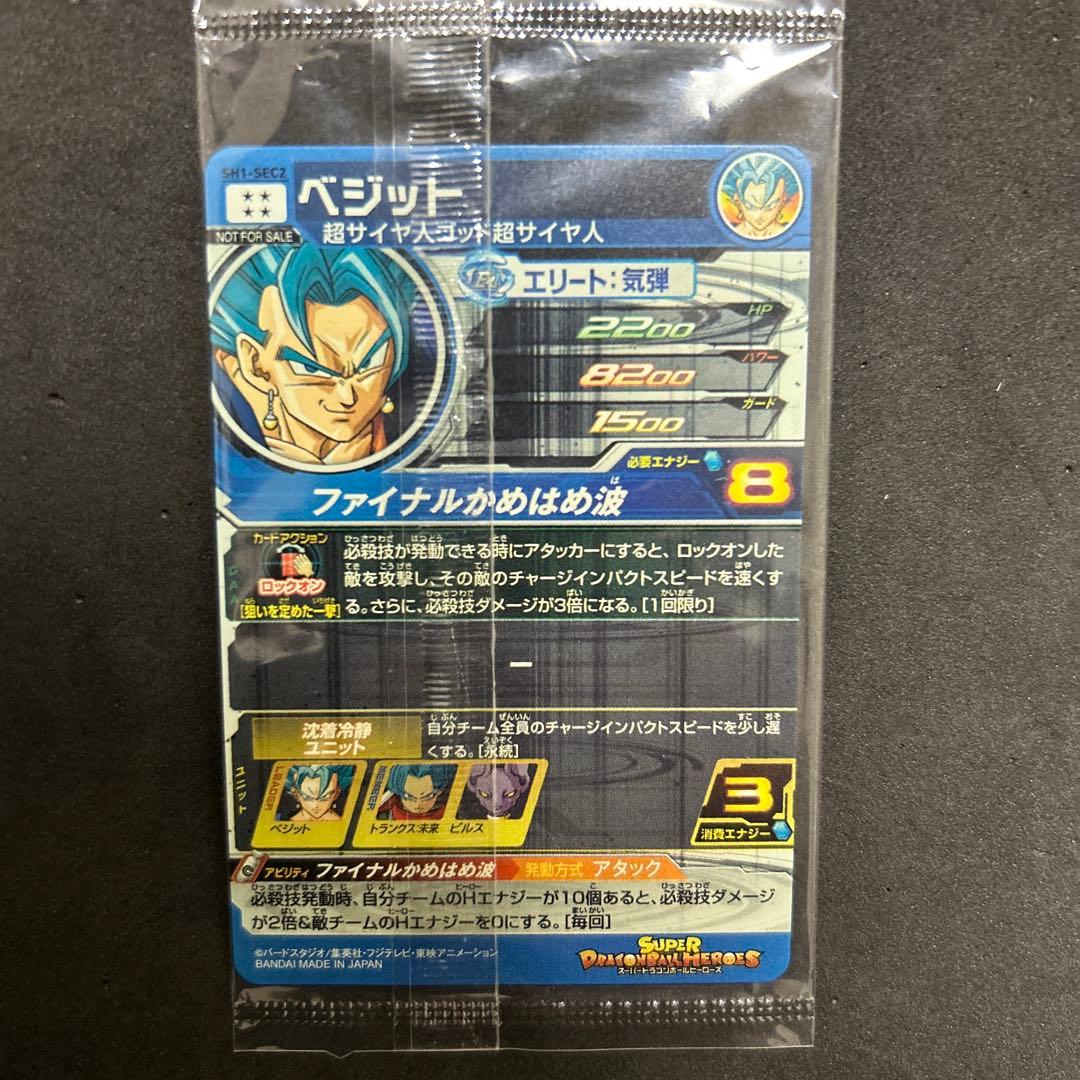 SH1-SEC2
ベジット
NOT FOR SALE
超サイヤ人ゴッド超サイヤ人
エリート：気弾
HP
2200
パワー
8200
ガード
1500
必要エナジー
8
ファイナルかめはめ波
は
カードアクション
ロックオン
[狙いを定めた一撃]
必殺技が発動できる時にアタッカーにすると、ロックオンした
敵を攻撃し、その敵のチャージインパクトスピードを速くす
る。さらに、必殺技ダメージが3倍になる。[1回限り]
ー
沈着冷静
ユニット
自分チーム全員のチャージインパクトスピードを少し遅
くする。[永続]
ユニット
LEADER
ベジット
MEMBER
トランクス:未来
ビルス
3
消費エナジー
アビリティ ファイナルかめはめ波 発動方式 アタック
必殺技発動時、自分チームのHエナジーが10個あると、必殺技ダメージ
が2倍&敵チームのHエナジーを0にする。[毎回]
©バードスタジオ/集英社・フジテレビ・東映アニメーション
BANDAI MADE IN JAPAN
SUPER
DRAGONBALL HEROES
スーパードラゴンボールヒーローズ